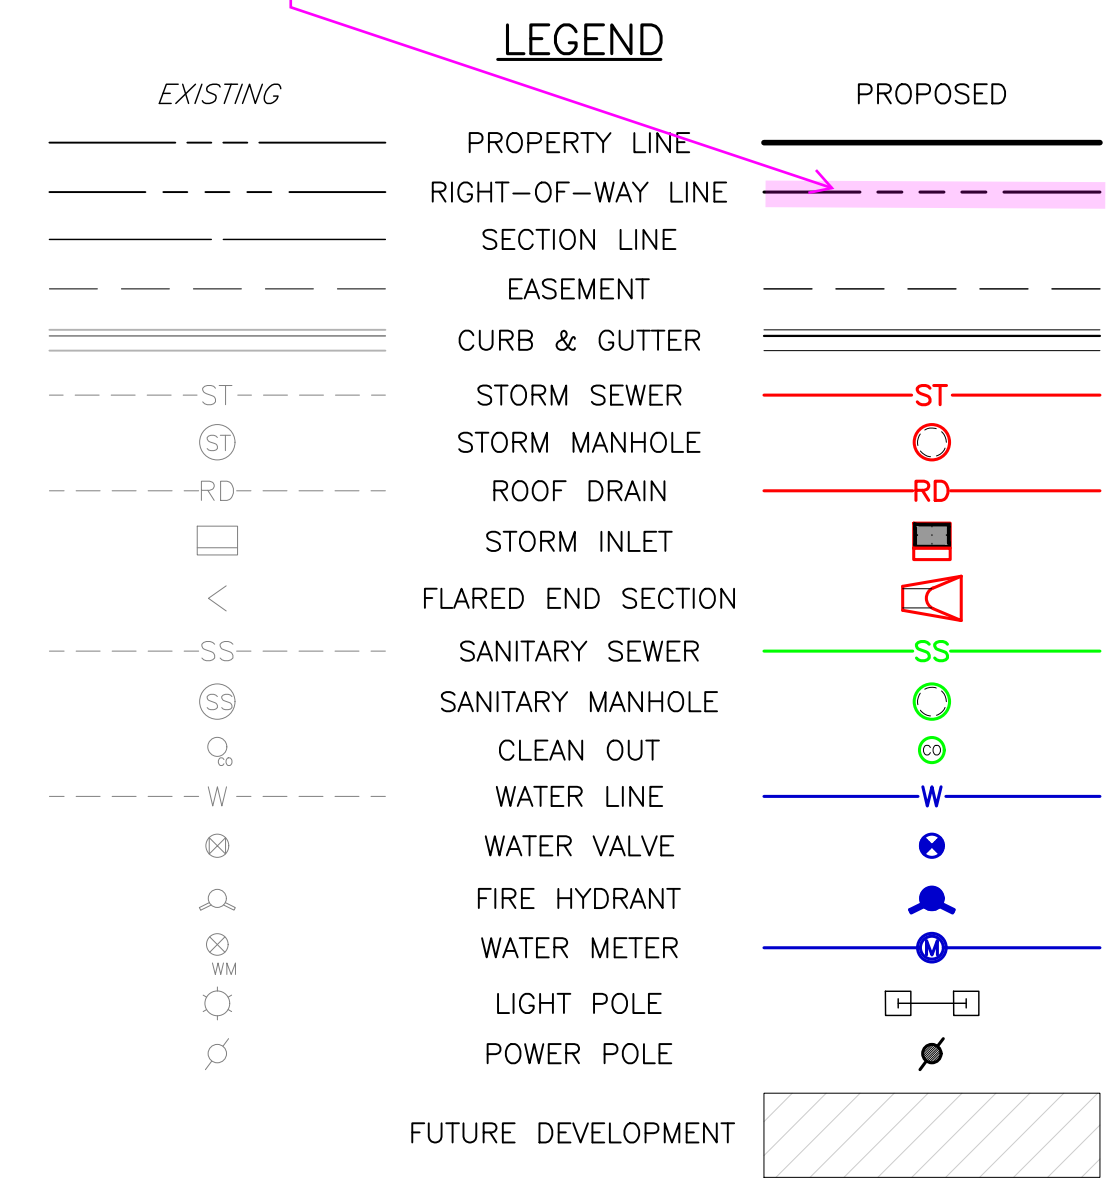 LEGEND
EXISTING PROPOSED
PROPERTY LINE
RIGHT-OF-WAY LINE
SECTION LINE
EASEMENT
CURB & GUTTER
ST STORM SEWER ST
ST STORM MANHOLE
RD ROOF DRAIN RD
STORM INLET
FLARED END SECTION
SS SANITARY SEWER SS
SS SANITARY MANHOLE
CO CLEAN OUT CO
W WATER LINE W
WATER VALVE
FIRE HYDRANT
WM WATER METER M
LIGHT POLE
POWER POLE
FUTURE DEVELOPMENT